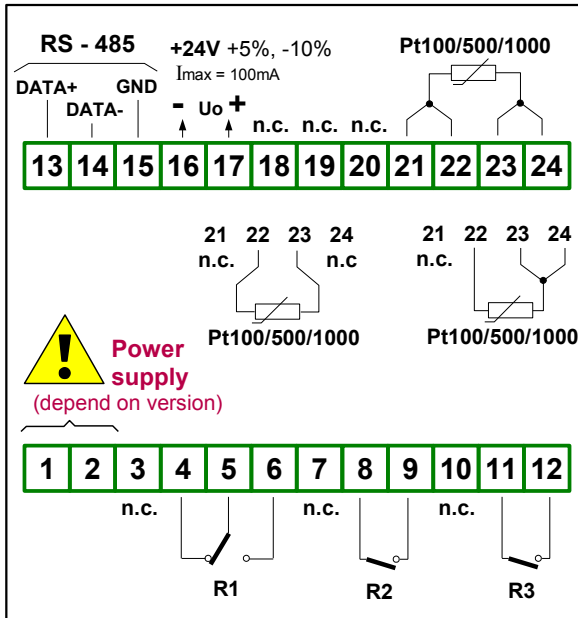 RS - 485
+24V +5%, -10%
Pt100/500/1000
Imax = 100mA
DATA+ GND
DATA-
- Uo +
n.c. n.c. n.c.
13 14 15 16 17 18 19 20 21 22 23 24
21 22 23 24
n.c. n.c
Pt100/500/1000
21 22 23 24
n.c.
Pt100/500/1000
!
Power
supply
(depend on version)
1 2 3 4 5 6 7 8 9 10 11 12
n.c. n.c. n.c.
R1 R2 R3